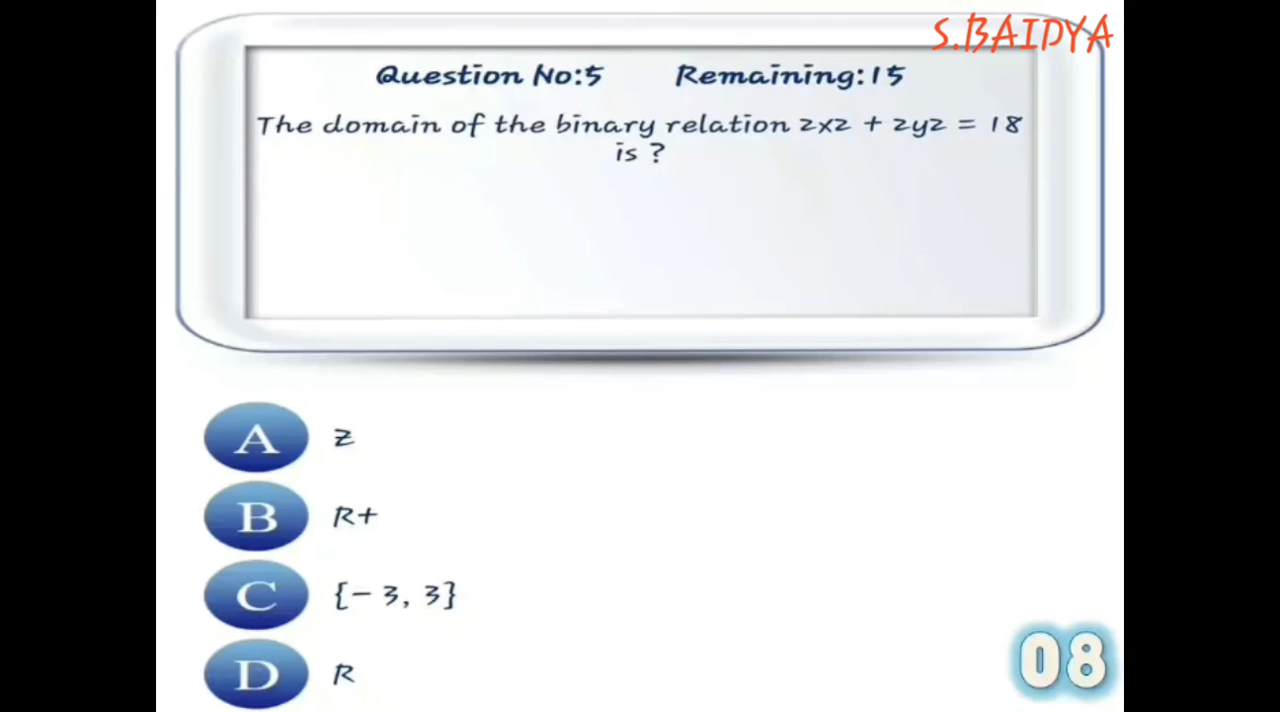 S.BAIDYA
Question No:5 Remaining:15
The domain of the binary relation 2x2 + 2y2 = 18
is ?
A Z
B R+
C {- 3, 3}
D R
08